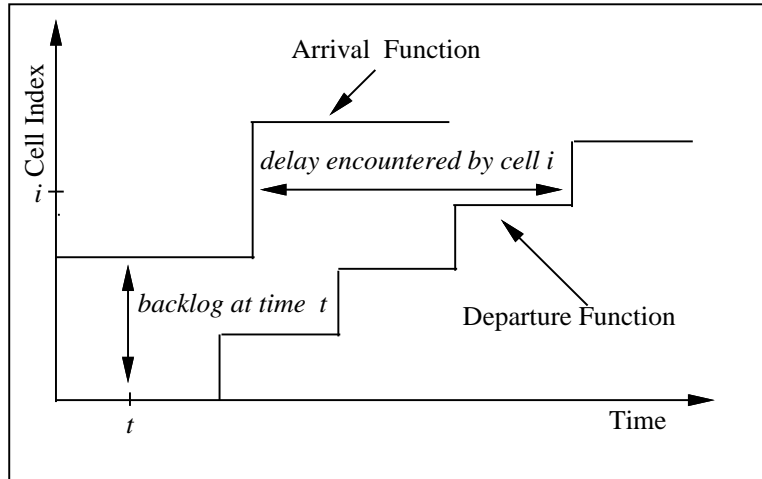 Arrival Function
Cell Index
delay encountered by cell i
i
backlog at time t
Departure Function
Time
t